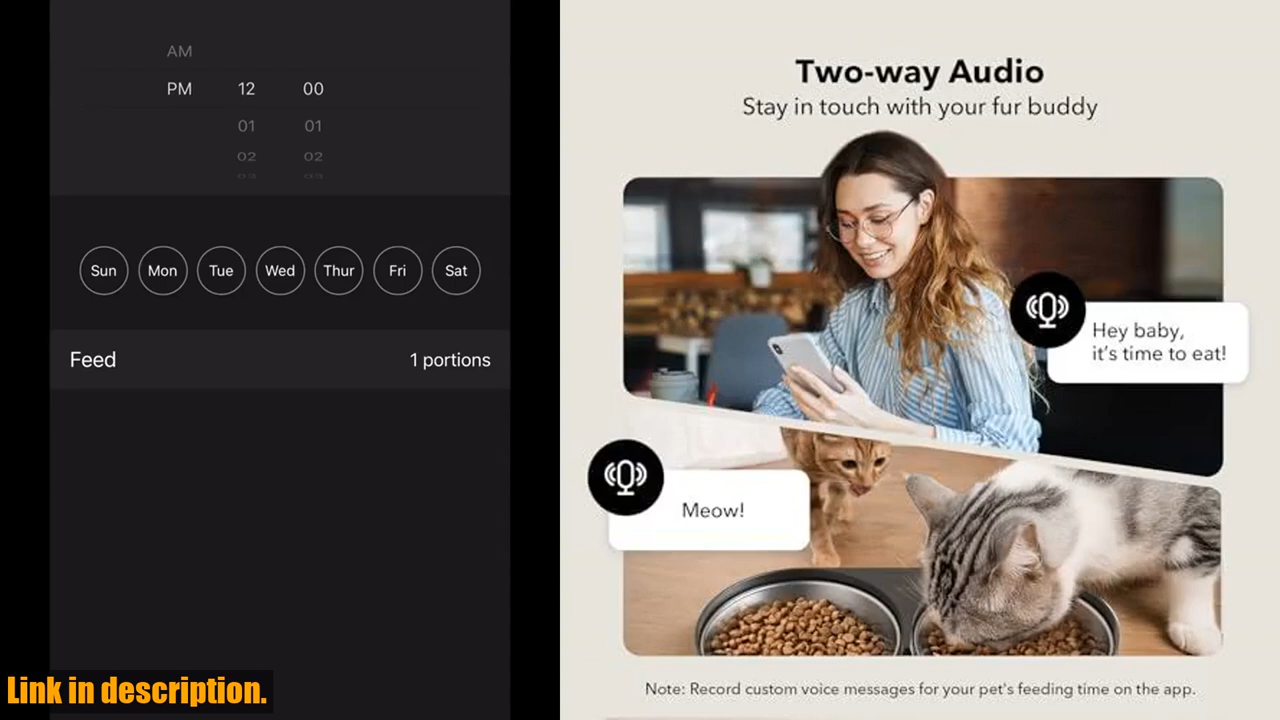 AM
PM 12 00
01 01
02 02
03 03
Sun Mon Tue Wed Thur Fri Sat
Feed 1 portions
Link in description.
Two-way Audio
Stay in touch with your fur buddy
Hey baby,
it's time to eat!
Meow!
Note: Record custom voice messages for your pet's feeding time on the app.